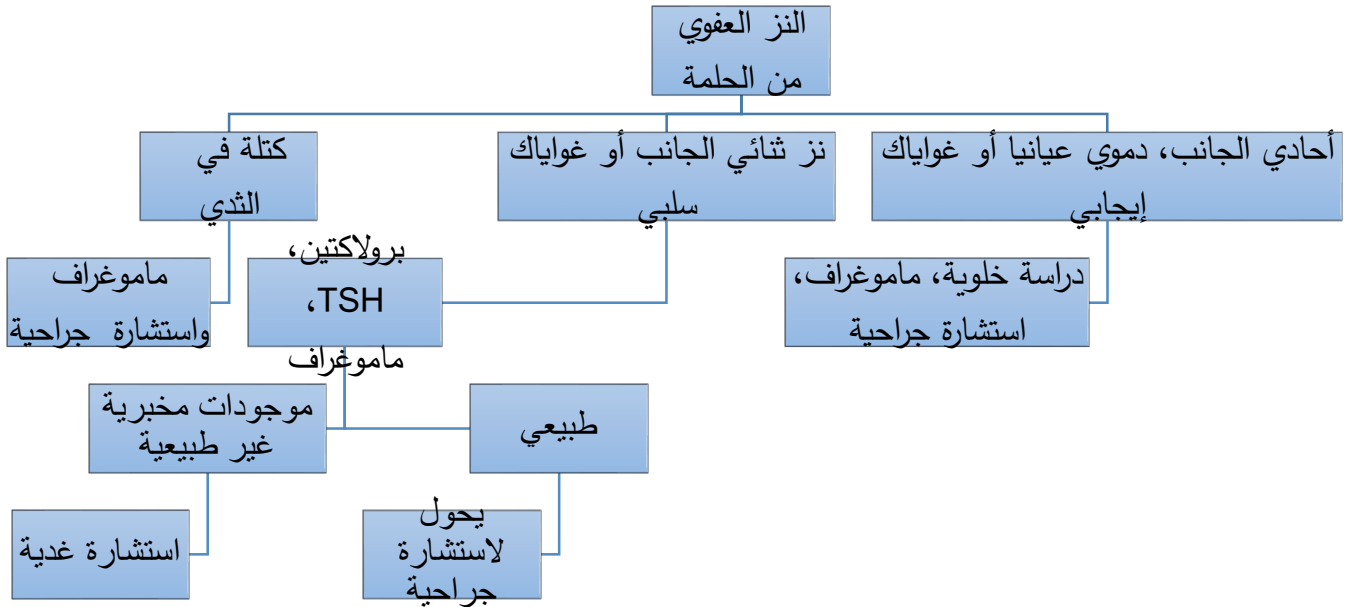 النز العفوي
من الحلمة
أحادي الجانب، دموي عيانيا أو غواياك
إيجابي
نز ثنائي الجانب أو غواياك
سلبي
كتلة في
الثدي
دراسة خلوية، ماموغراف،
استشارة جراحية
برولاكتين،
TSH،
ماموغراف
ماموغراف
واستشارة جراحية
طبيعي
موجودات مخبرية
غير طبيعية
يحول
لاستشارة
جراحية
استشارة غدية